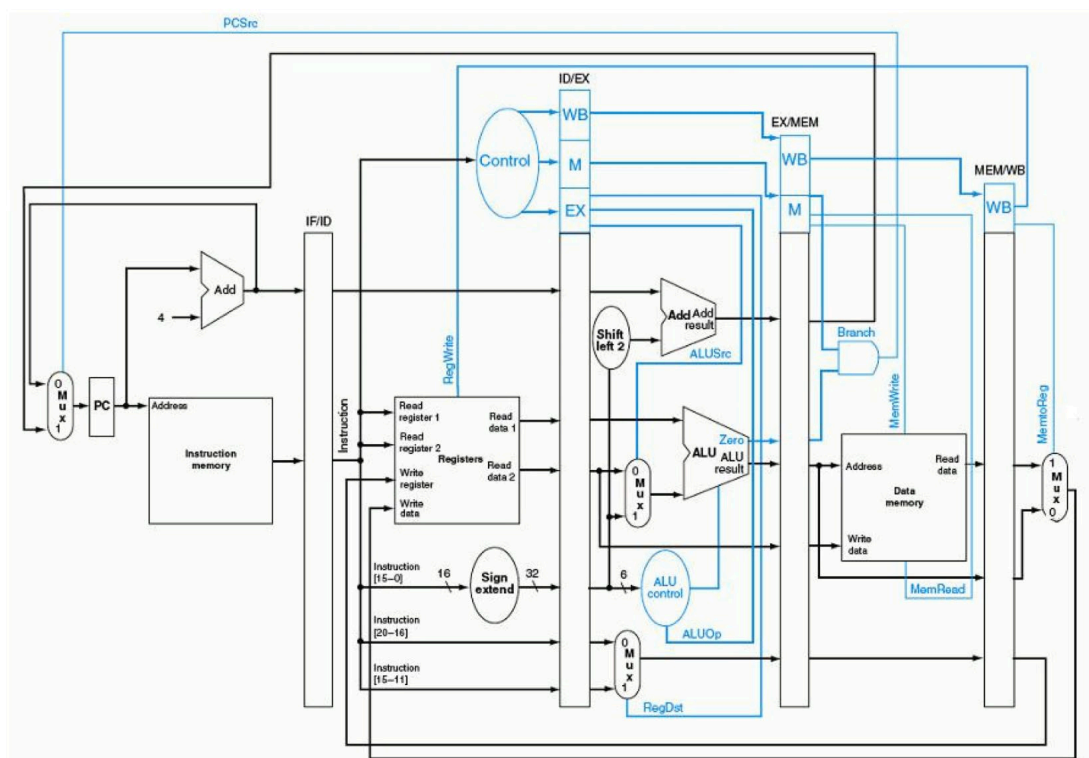 PCSrc
ID/EX
WB
EX/MEM
Control
M
WB
MEM/WB
EX
M
WB
IF/ID
Add
4
Shift
left 2
Add Add
result
ALUSrc
Branch
RegWrite
MemWrite
MemtoReg
0
M
u
x
1
PC
Address
Instruction
memory
Instruction
Read
register 1
Read
register 2
Write
register
Write
data
Registers
Read
data 1
Read
data 2
0
M
u
x
1
Zero
ALU
ALU
result
Address
Read
data
Data
memory
Write
data
1
M
u
x
0
Instruction
[15–0]
16
Sign
extend
32
6
ALU
control
MemRead
Instruction
[20–16]
ALUOp
0
M
u
x
1
Instruction
[15–11]
RegDst